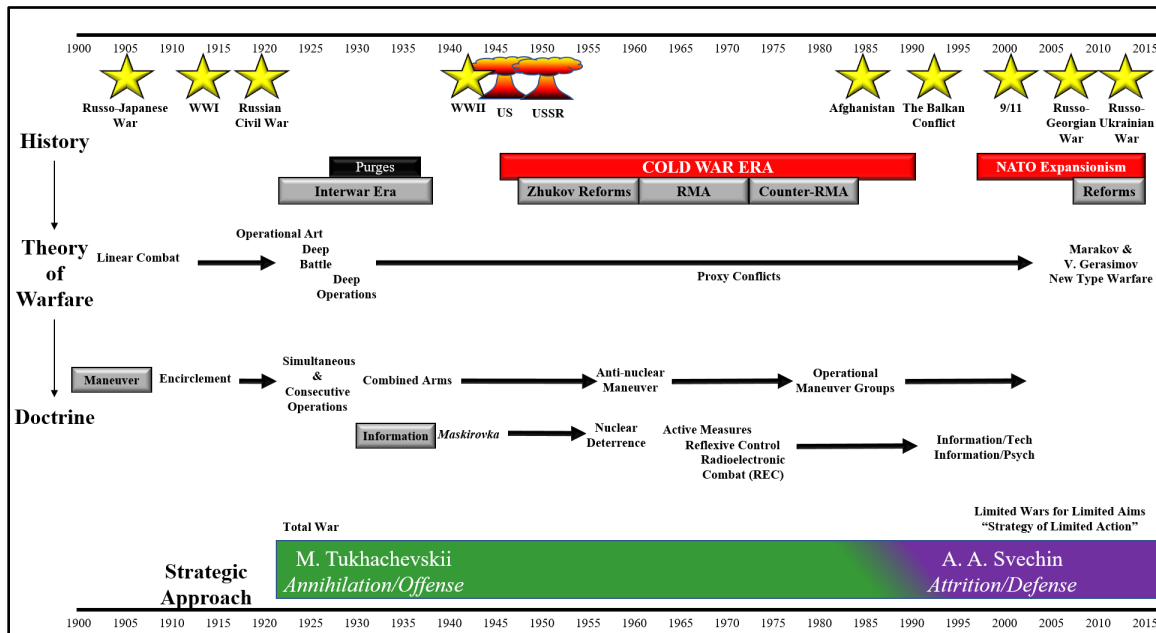 1900 1905 1910 1915 1920 1925 1930 1935 1940 1945 1950 1955 1960 1965 1970 1975 1980 1985 1990 1995 2000 2005 2010 2015
Russo-Japanese
War
WWI
Russian
Civil War
WWII
US
USSR
Afghanistan
The Balkan
Conflict
9/11
Russo-
Georgian
War
Russo-
Ukrainian
War
History
Purges
Interwar Era
COLD WAR ERA
Zhukov Reforms
RMA
Counter-RMA
NATO Expansionism
Reforms
Theory
of
Warfare
Linear Combat
Operational Art
Deep
Battle
Deep
Operations
Proxy Conflicts
Marakov &
V. Gerasimov
New Type Warfare
Doctrine
Maneuver
Encirclement
Simultaneous
&
Consecutive
Operations
Combined Arms
Anti-nuclear
Maneuver
Operational
Maneuver Groups
Information
Maskirovka
Nuclear
Deterrence
Active Measures
Reflexive Control
Radioelectronic
Combat (REC)
Information/Tech
Information/Psych
Strategic
Approach
Total War
M. Tukhachevskii
Annihilation/Offense
Limited Wars for Limited Aims
“Strategy of Limited Action”
A. A. Svechin
Attrition/Defense
1900 1905 1910 1915 1920 1925 1930 1935 1940 1945 1950 1955 1960 1965 1970 1975 1980 1985 1990 1995 2000 2005 2010 2015